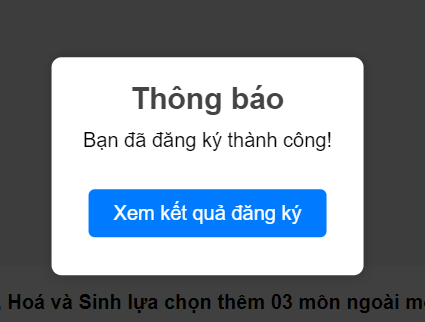 Thông báo
Bạn đã đăng ký thành công!
Xem kết quả đăng ký
, Hoá và Sinh lựa chọn thêm 03 môn ngoài